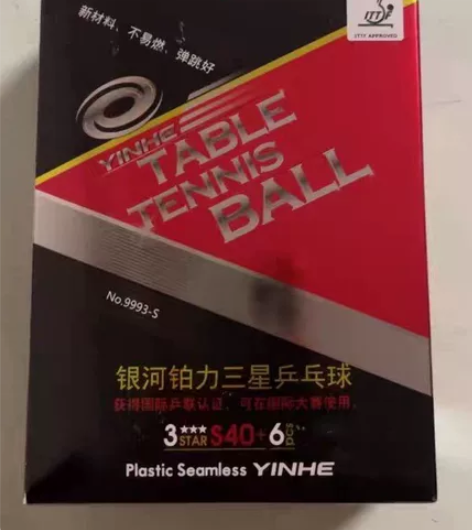 ITTF
ITTF APPROVED
新材料、不易燃、弹跳好
YINHE
TABLE
TENNIS
BALL
No.9993-S
银河铂力三星乒乓球
获得国际乒联认证，可在国际大赛使用
3★★★STAR S40+ 6PCS
Plastic Seamless YINHE